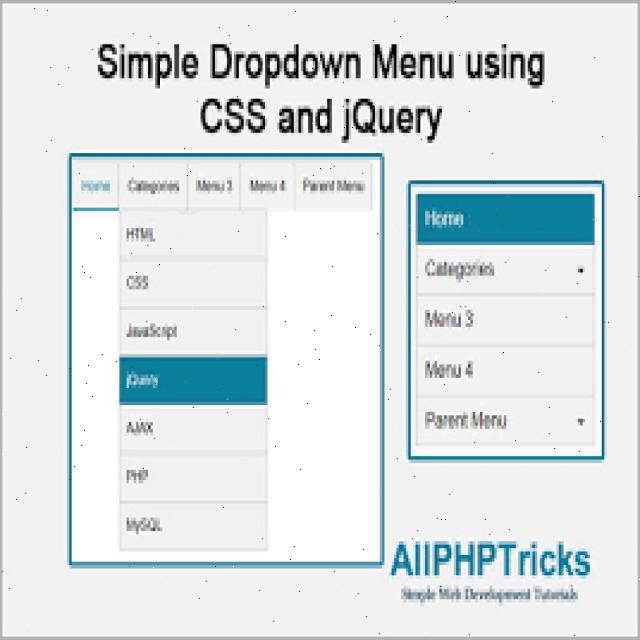 Simple Dropdown Menu using
CSS and jQuery
Home Categories Menu 3 Menu 4 Parent Menu
HTML
CSS
JavaScript
jQuery
AJAX
PHP
MySQL
Home
Categories
Menu 3
Menu 4
Parent Menu
AllPHPTricks
Simple Web Development Tutorials